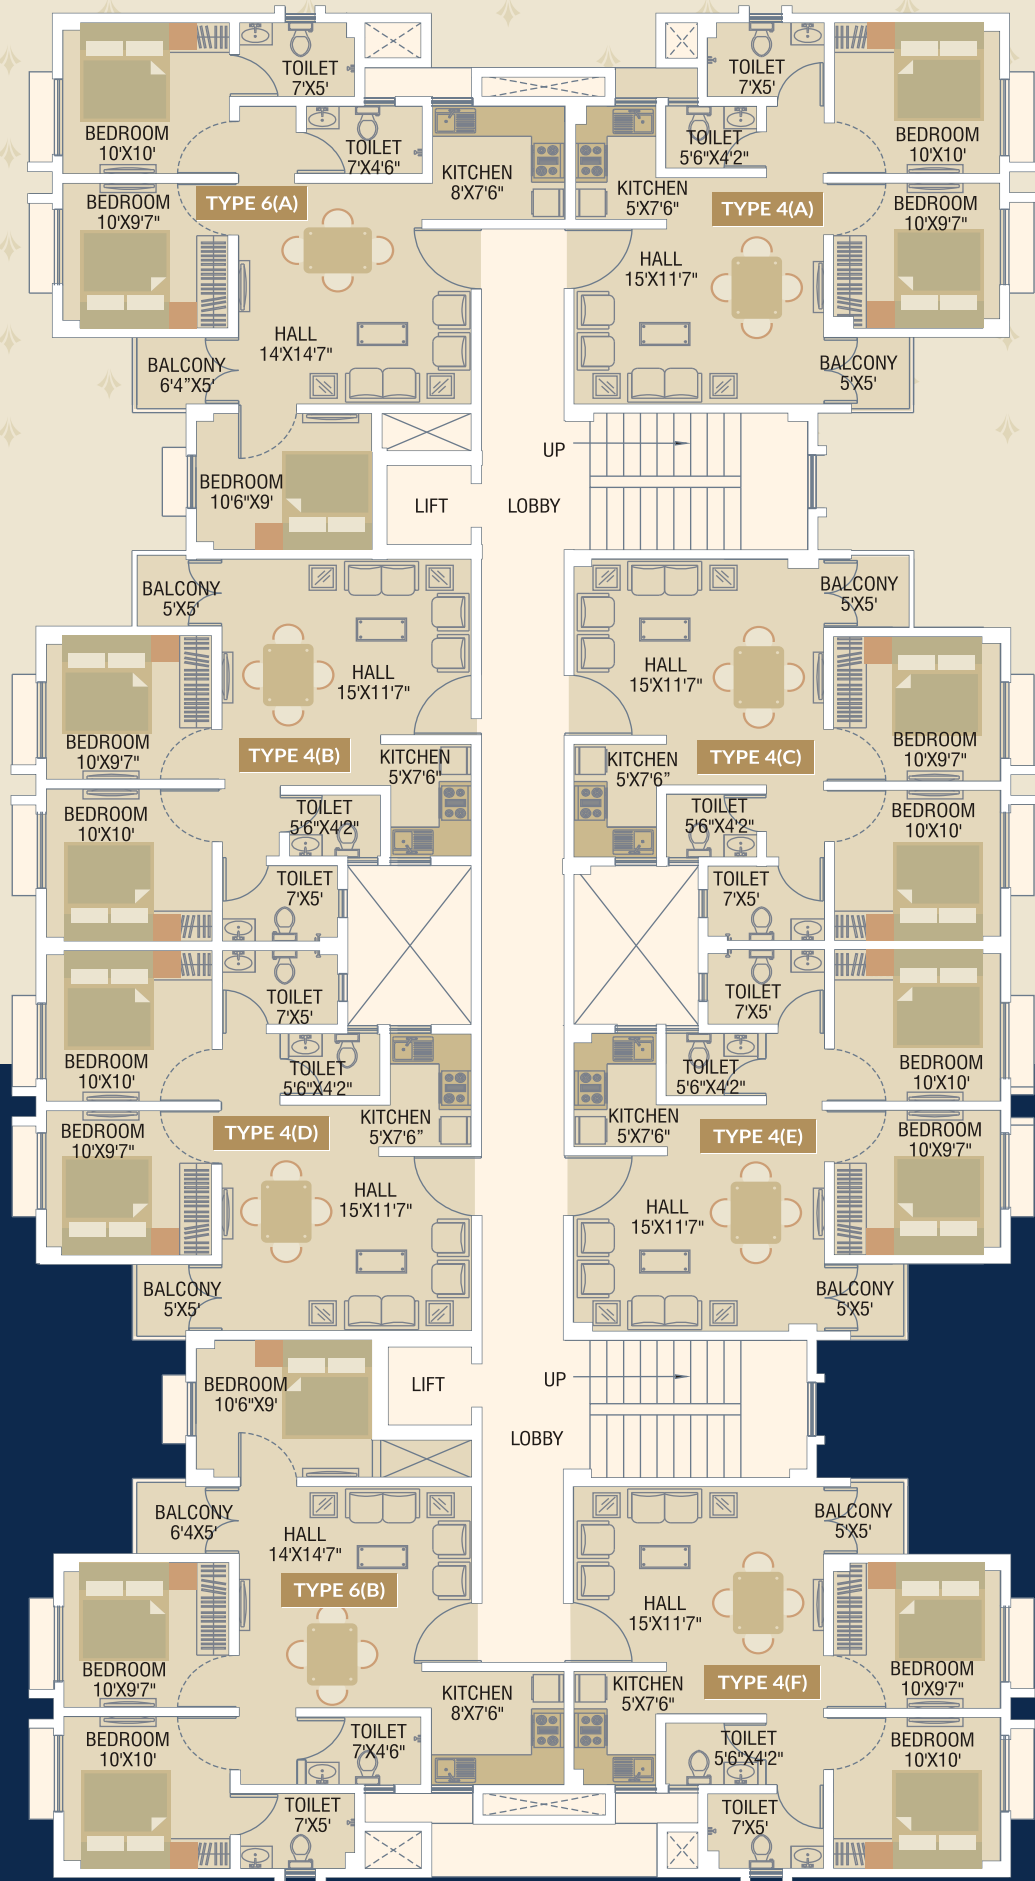 TOILET
7'X5'
BEDROOM
10'X10'
TOILET
7'X4'6"
KITCHEN
8'X7'6"
BEDROOM
10'X9'7"
TYPE 6(A)
HALL
14'X14'7"
BALCONY
6'4”X5'
BEDROOM
10'6"X9'
LIFT
TOILET
7'X5'
BEDROOM
10'X10'
TOILET
5'6"X4'2"
KITCHEN
5'X7'6"
BEDROOM
10'X9'7"
TYPE 4(A)
HALL
15'X11'7"
BALCONY
5'X5'
UP
LOBBY
BALCONY
5'X5'
HALL
15'X11'7"
BEDROOM
10'X9'7"
TYPE 4(B)
KITCHEN
5'X7'6"
BEDROOM
10'X10'
TOILET
5'6"X4'2"
TOILET
7'X5'
BALCONY
5'X5'
HALL
15'X11'7"
BEDROOM
10'X9'7"
TYPE 4(C)
KITCHEN
5'X7'6”
BEDROOM
10'X10'
TOILET
5'6"X4'2"
TOILET
7'X5'
TOILET
7'X5'
BEDROOM
10'X10'
TOILET
5'6"X4'2"
KITCHEN
5'X7'6”
TYPE 4(D)
BEDROOM
10'X9'7"
HALL
15'X11'7"
BALCONY
5'X5'
TOILET
7'X5'
BEDROOM
10'X10'
TOILET
5'6"X4'2"
KITCHEN
5'X7'6"
TYPE 4(E)
BEDROOM
10'X9'7"
HALL
15'X11'7"
BALCONY
5'X5'
BEDROOM
10'6"X9'
LIFT
UP
LOBBY
BALCONY
6'4X5'
HALL
14'X14'7"
TYPE 6(B)
BEDROOM
10'X9'7"
KITCHEN
8'X7'6"
TOILET
7'X4'6"
BEDROOM
10'X10'
TOILET
7'X5'
BALCONY
5'X5'
HALL
15'X11'7"
TYPE 4(F)
BEDROOM
10'X9'7"
KITCHEN
5'X7'6"
TOILET
5'6"X4'2"
BEDROOM
10'X10'
TOILET
7'X5'